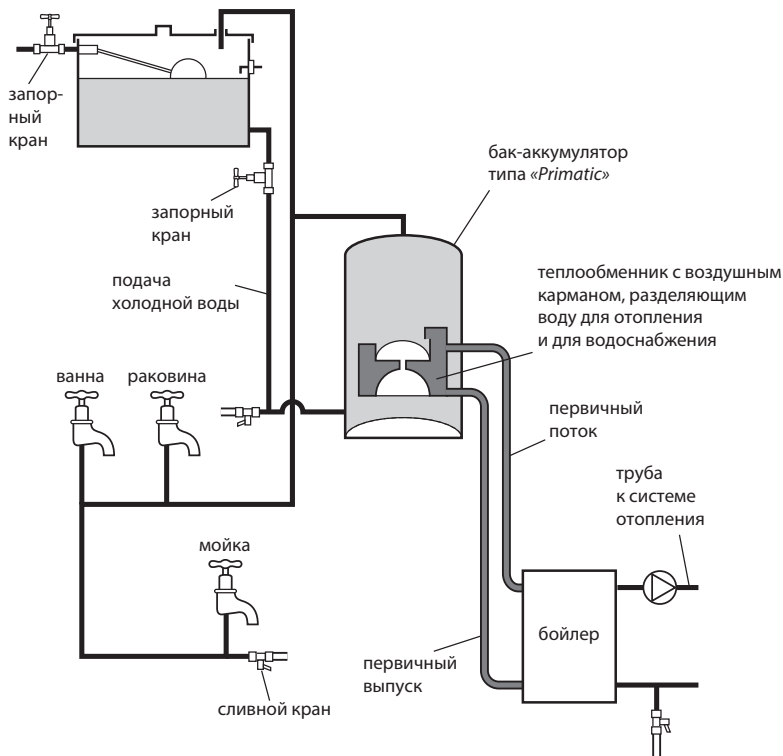 запор-
ный
кран
запорный
кран
бак-аккумулятор
типа «Primatic»
подача
холодной воды
теплообменник с воздушным
карманом, разделяющим
воду для отопления
и для водоснабжения
ванна
раковина
первичный
поток
труба
к системе
отопления
мойка
бойлер
первичный
выпуск
сливной кран